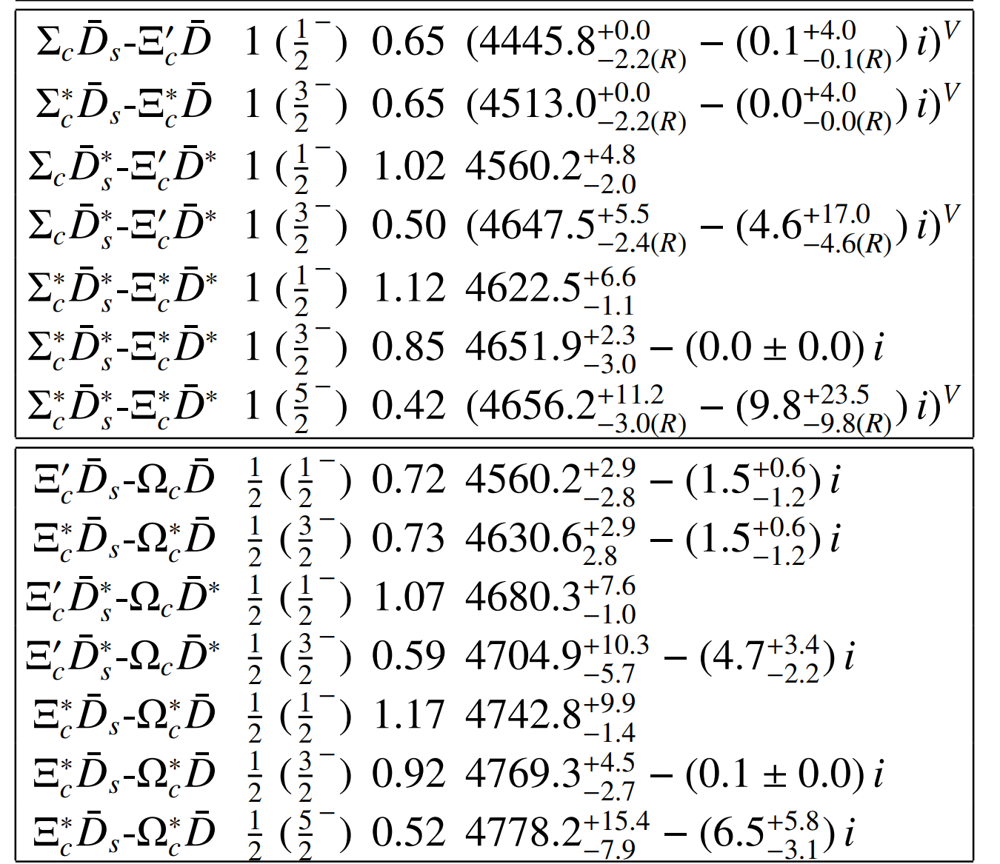 Σ_c D̄_s-Ξ′_c D̄ 1 (1/2^−) 0.65 (4445.8^{+0.0}_{−2.2(R)} − (0.1^{+4.0}_{−0.1(R)}) i)^V
Σ*_c D̄_s-Ξ*_c D̄ 1 (3/2^−) 0.65 (4513.0^{+0.0}_{−2.2(R)} − (0.0^{+4.0}_{−0.0(R)}) i)^V
Σ_c D̄*_s-Ξ′_c D̄* 1 (1/2^−) 1.02 4560.2^{+4.8}_{−2.0}
Σ_c D̄*_s-Ξ′_c D̄* 1 (3/2^−) 0.50 (4647.5^{+5.5}_{−2.4(R)} − (4.6^{+17.0}_{−4.6(R)}) i)^V
Σ*_c D̄*_s-Ξ*_c D̄* 1 (1/2^−) 1.12 4622.5^{+6.6}_{−1.1}
Σ*_c D̄*_s-Ξ*_c D̄* 1 (3/2^−) 0.85 4651.9^{+2.3}_{−3.0} − (0.0 ± 0.0) i
Σ*_c D̄*_s-Ξ*_c D̄* 1 (5/2^−) 0.42 (4656.2^{+11.2}_{−3.0(R)} − (9.8^{+23.5}_{−9.8(R)}) i)^V
Ξ′_c D̄_s-Ω_c D̄ 1/2 (1/2^−) 0.72 4560.2^{+2.9}_{−2.8} − (1.5^{+0.6}_{−1.2}) i
Ξ*_c D̄_s-Ω*_c D̄ 1/2 (3/2^−) 0.73 4630.6^{+2.9}_{2.8} − (1.5^{+0.6}_{−1.2}) i
Ξ′_c D̄*_s-Ω_c D̄* 1/2 (1/2^−) 1.07 4680.3^{+7.6}_{−1.0}
Ξ′_c D̄*_s-Ω_c D̄* 1/2 (3/2^−) 0.59 4704.9^{+10.3}_{−5.7} − (4.7^{+3.4}_{−2.2}) i
Ξ*_c D̄_s-Ω*_c D̄ 1/2 (1/2^−) 1.17 4742.8^{+9.9}_{−1.4}
Ξ*_c D̄_s-Ω*_c D̄ 1/2 (3/2^−) 0.92 4769.3^{+4.5}_{−2.7} − (0.1 ± 0.0) i
Ξ*_c D̄_s-Ω*_c D̄ 1/2 (5/2^−) 0.52 4778.2^{+15.4}_{−7.9} − (6.5^{+5.8}_{−3.1}) i